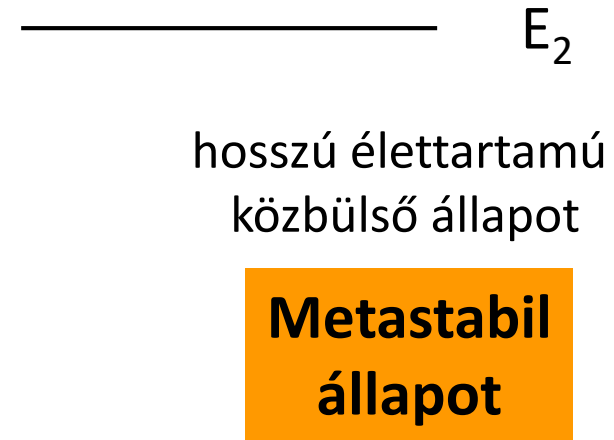 E₂
hosszú élettartamú
közbülső állapot
Metastabil
állapot